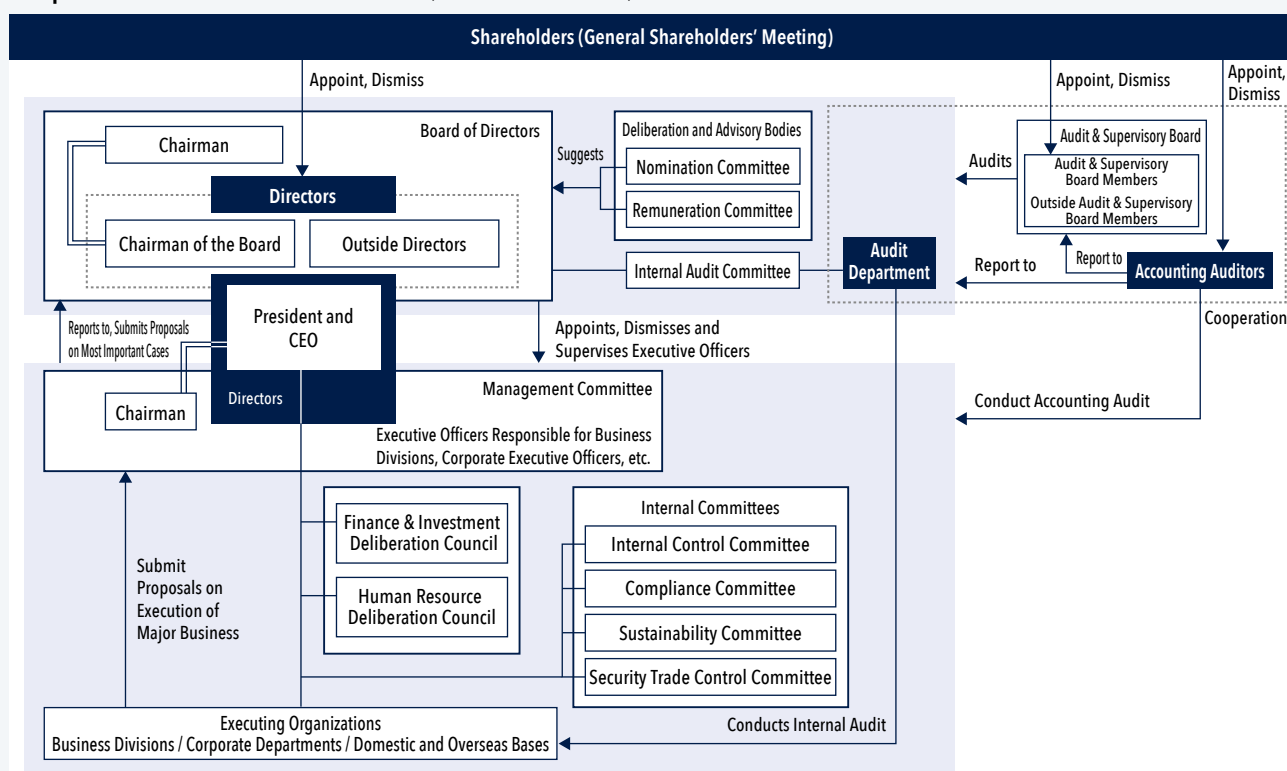 Shareholders (General Shareholders' Meeting)
Appoint, Dismiss
Appoint, Dismiss
Appoint,
Dismiss
Board of Directors
Chairman
Directors
Chairman of the Board
Outside Directors
Suggests
Deliberation and Advisory Bodies
Nomination Committee
Remuneration Committee
Internal Audit Committee
Audit
Department
Audits
Audit & Supervisory Board
Audit & Supervisory
Board Members
Outside Audit & Supervisory
Board Members
Report to
Report to
Accounting Auditors
Cooperation
President and
CEO
Reports to, Submits Proposals
on Most Important Cases
Appoints, Dismisses and
Supervises Executive Officers
Management Committee
Chairman
Directors
Executive Officers Responsible for Business
Divisions, Corporate Executive Officers, etc.
Conduct Accounting Audit
Finance & Investment
Deliberation Council
Human Resource
Deliberation Council
Internal Committees
Internal Control Committee
Compliance Committee
Sustainability Committee
Security Trade Control Committee
Submit
Proposals on
Execution of
Major Business
Executing Organizations
Business Divisions / Corporate Departments / Domestic and Overseas Bases
Conducts Internal Audit